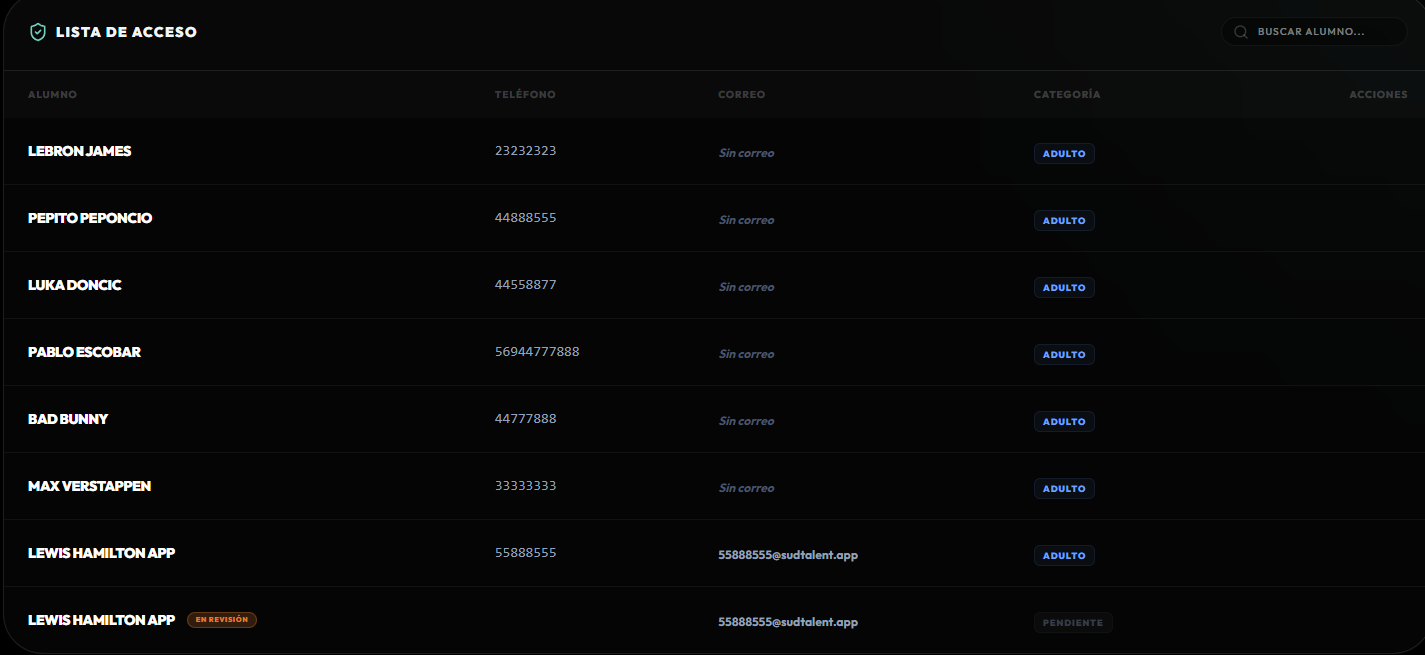 LISTA DE ACCESO
BUSCAR ALUMNO...
ALUMNO TELÉFONO CORREO CATEGORÍA ACCIONES
LEBRON JAMES 23232323 Sin correo ADULTO
PEPITO PEPONCIO 44888555 Sin correo ADULTO
LUKA DONCIC 44558877 Sin correo ADULTO
PABLO ESCOBAR 56944777888 Sin correo ADULTO
BAD BUNNY 44777888 Sin correo ADULTO
MAX VERSTAPPEN 33333333 Sin correo ADULTO
LEWIS HAMILTON APP 55888555 55888555@sudtalent.app ADULTO
LEWIS HAMILTON APP EN REVISIÓN 55888555@sudtalent.app PENDIENTE